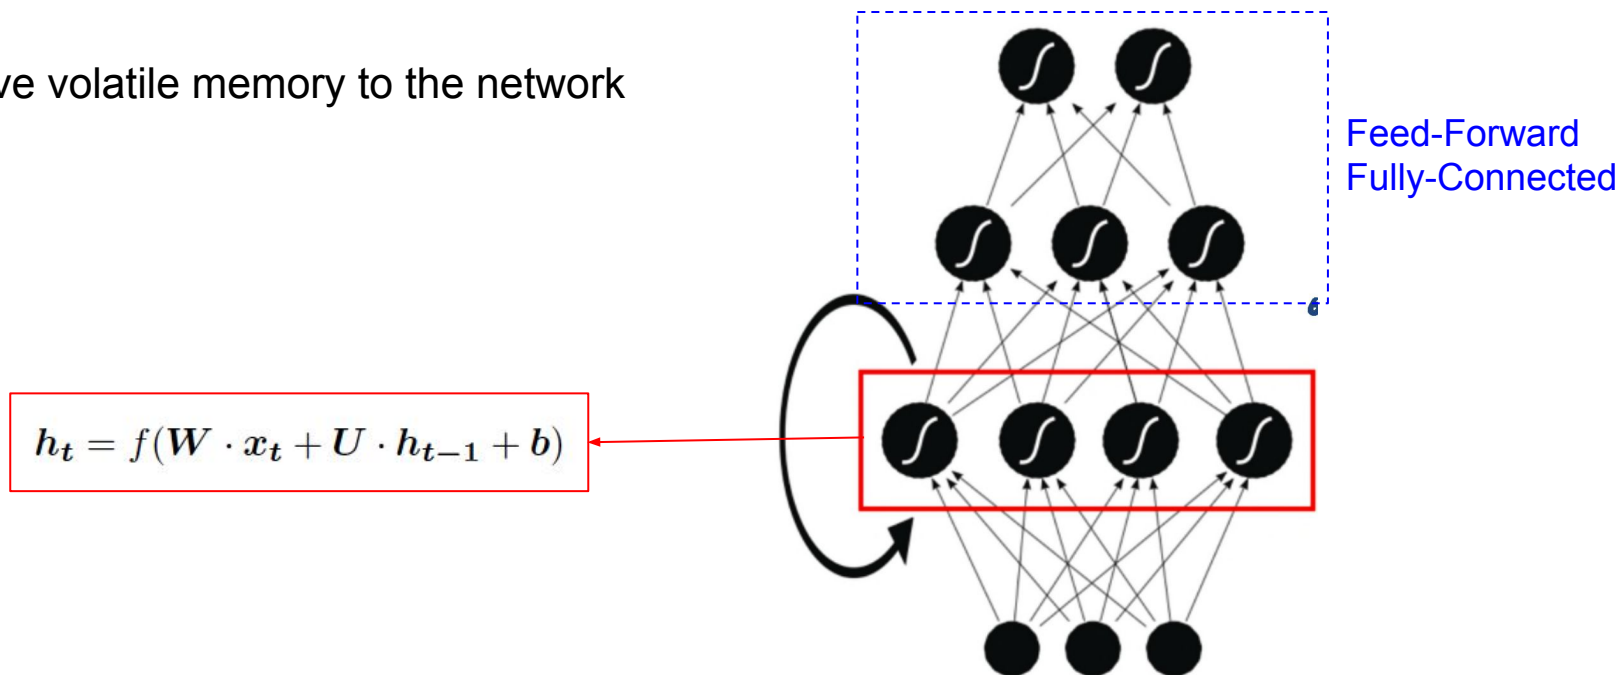 ve volatile memory to the network
Feed-Forward
Fully-Connected
h_t = f(W · x_t + U · h_{t−1} + b)